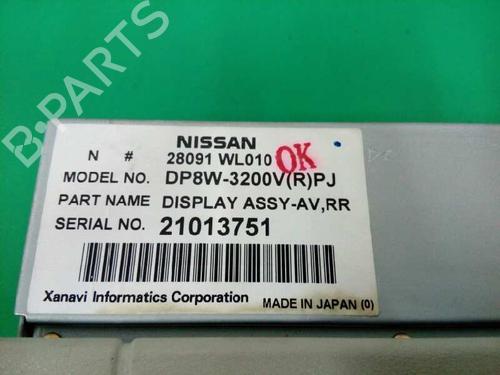 B-PARTS
NISSAN
N # 28091 WL010 OK
MODEL NO. DP8W-3200V(R)PJ
PART NAME DISPLAY ASSY-AV,RR
SERIAL NO. 21013751
Xanavi Informatics Corporation MADE IN JAPAN (0)